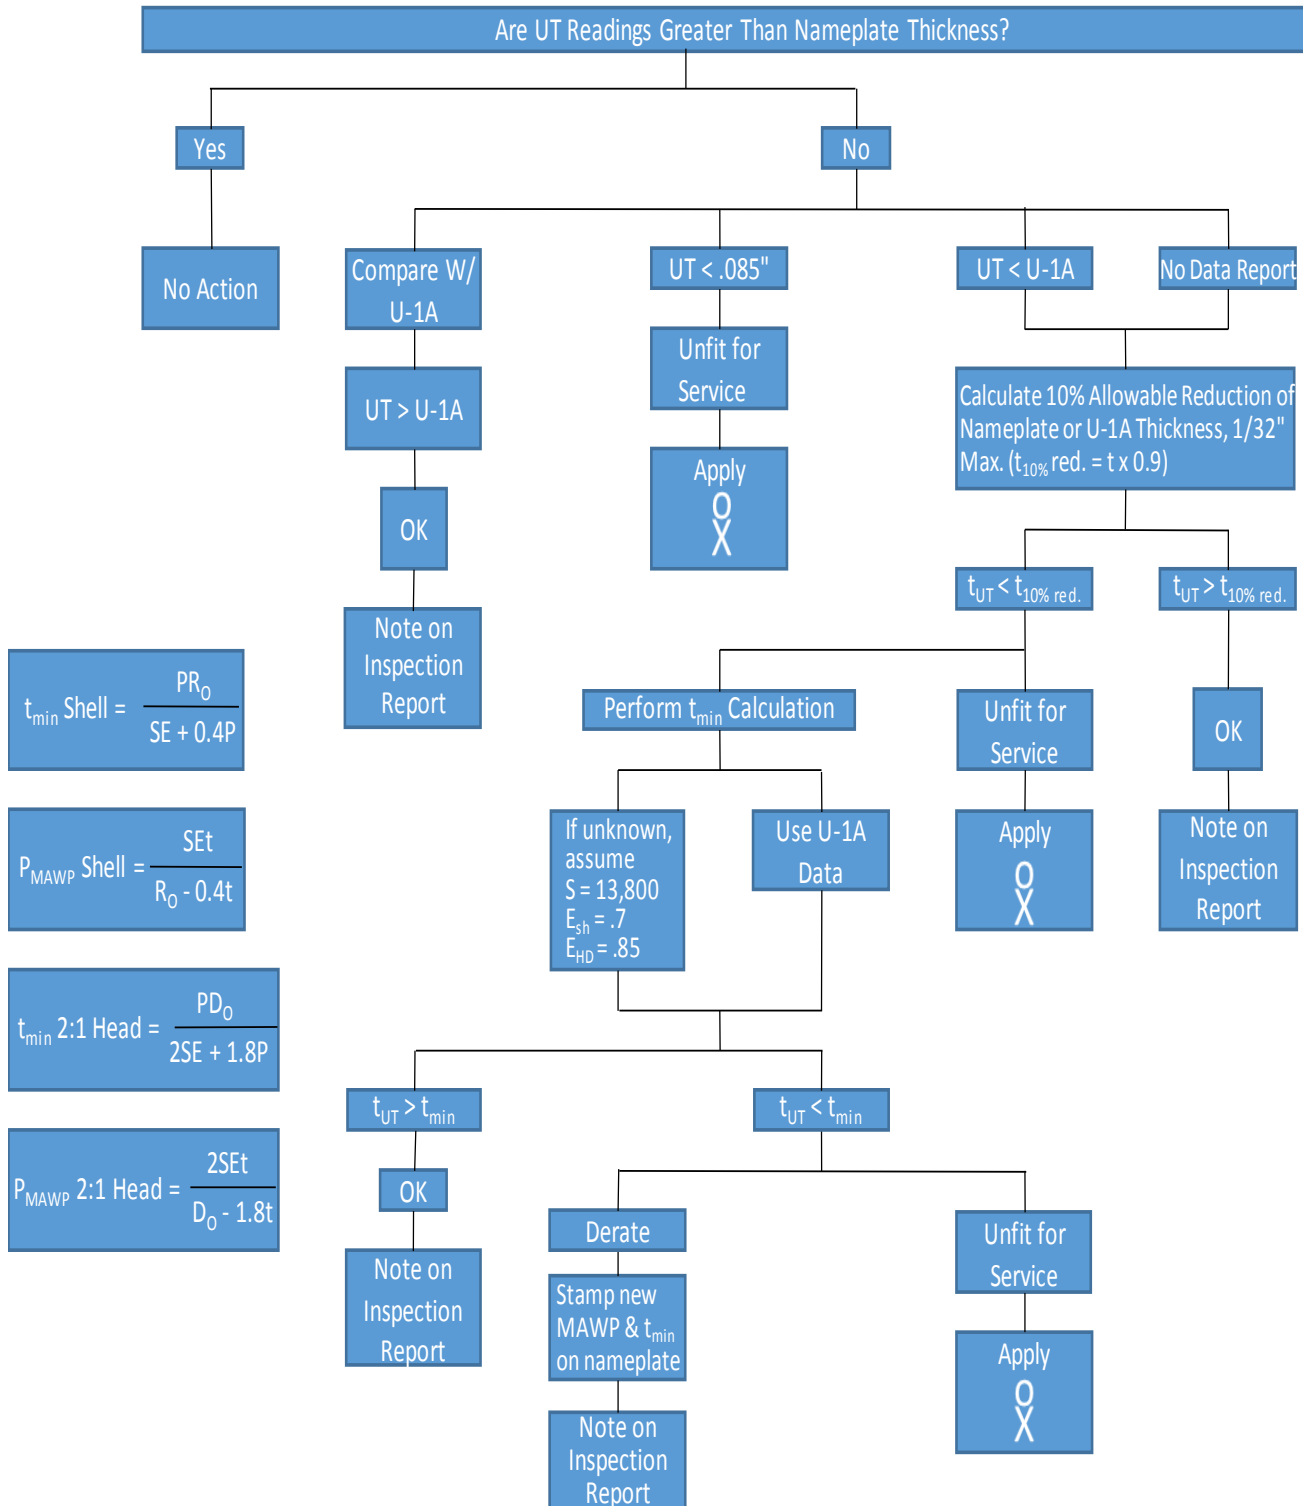 Are UT Readings Greater Than Nameplate Thickness?
Yes
No
No Action
Compare W/
U-1A
UT < .085"
UT < U-1A
No Data Report
UT > U-1A
Unfit for
Service
Calculate 10% Allowable Reduction of
Nameplate or U-1A Thickness, 1/32"
Max. (t10% red. = t x 0.9)
OK
Apply
O
X
tUT < t10% red.
tUT > t10% red.
Note on
Inspection
Report
Perform tmin Calculation
Unfit for
Service
OK
If unknown,
assume
S = 13,800
Esh = .7
EHD = .85
Use U-1A
Data
Apply
O
X
Note on
Inspection
Report
tmin Shell = PRO
SE + 0.4P
PMAWP Shell = SEt
RO - 0.4t
tmin 2:1 Head = PDO
2SE + 1.8P
PMAWP 2:1 Head = 2SEt
DO - 1.8t
tUT > tmin
tUT < tmin
OK
Note on
Inspection
Report
Derate
Stamp new
MAWP & tmin
on nameplate
Note on
Inspection
Report
Unfit for
Service
Apply
O
X